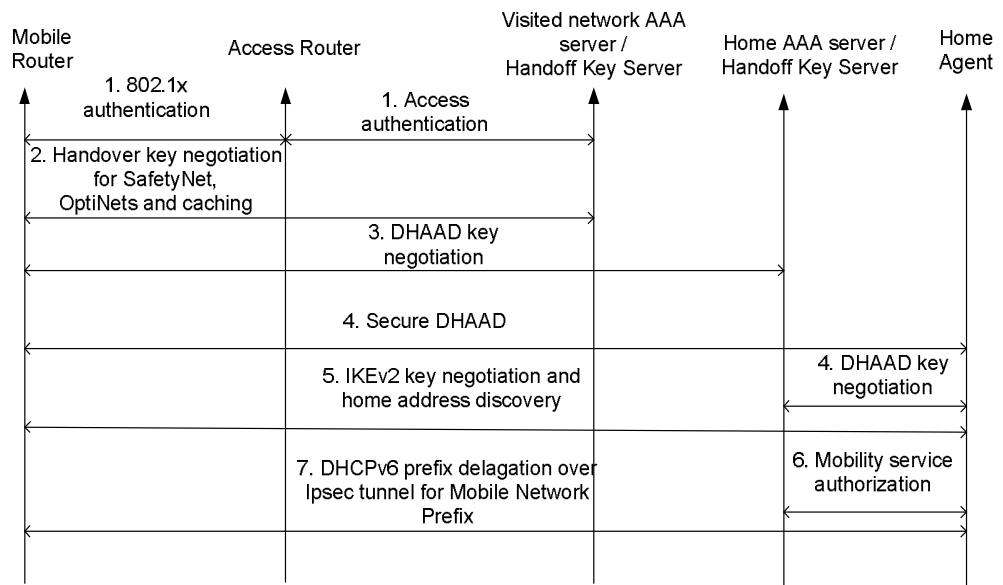 Mobile
Router
Access Router
Visited network AAA
server /
Handoff Key Server
Home AAA server /
Handoff Key Server
Home
Agent
1. 802.1x
authentication
1. Access
authentication
2. Handover key negotiation
for SafetyNet,
OptiNets and caching
3. DHAAD key
negotiation
4. Secure DHAAD
4. DHAAD key
negotiation
5. IKEv2 key negotiation and
home address discovery
6. Mobility service
authorization
7. DHCPv6 prefix delagation over
Ipsec tunnel for Mobile Network
Prefix